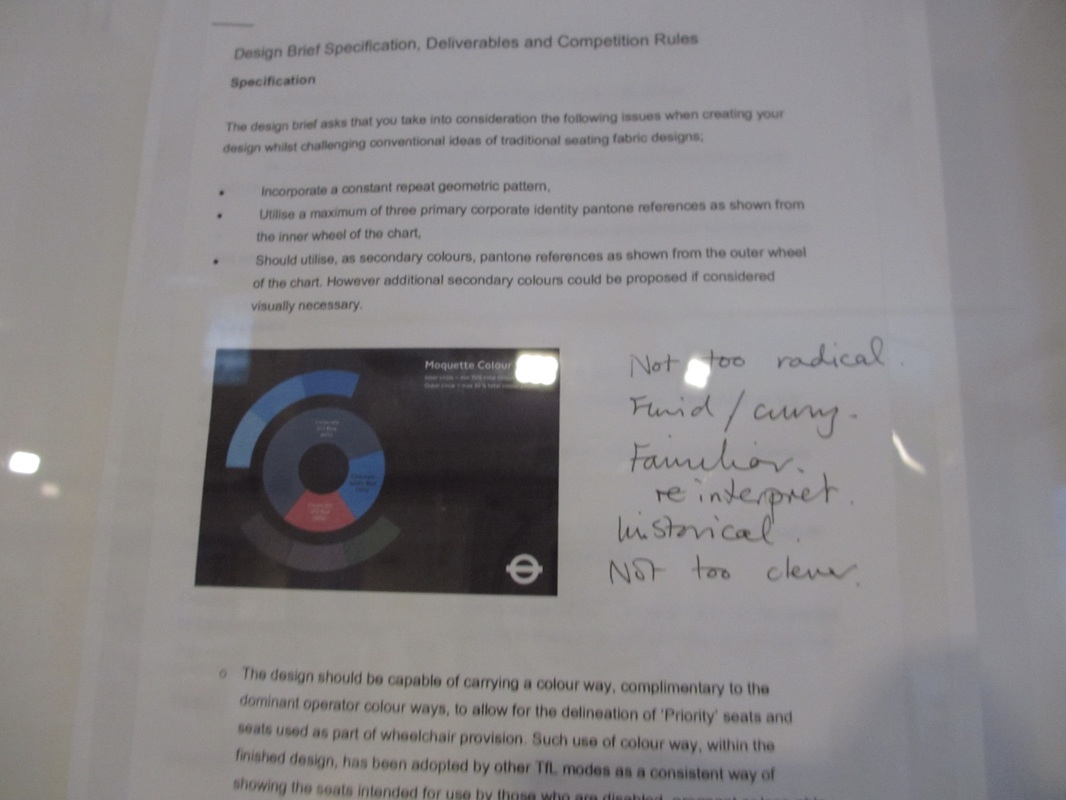 Design Brief Specification, Deliverables and Competition Rules
Specification
The design brief asks that you take into consideration the following issues when creating your
design whilst challenging conventional ideas of traditional seating fabric designs;
• Incorporate a constant repeat geometric pattern,
• Utilise a maximum of three primary corporate identity pantone references as shown from
the inner wheel of the chart,
• Should utilise, as secondary colours, pantone references as shown from the outer wheel
of the chart. However additional secondary colours could be proposed if considered
visually necessary.
Moquette Colour
Not too radical.
Fluid / curvy.
Familiar.
reinterpret.
historical.
Not too clever.
o The design should be capable of carrying a colour way, complimentary to the
dominant operator colour ways, to allow for the delineation of 'Priority' seats and
seats used as part of wheelchair provision. Such use of colour way, within the
finished design, has been adopted by other TfL modes as a consistent way of
showing the seats intended for use by those who are disabled,